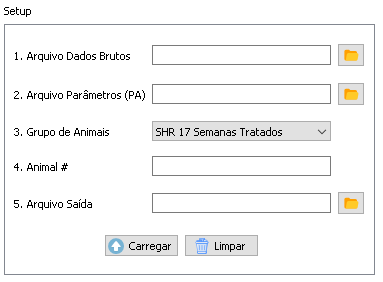 Setup
1. Arquivo Dados Brutos
2. Arquivo Parâmetros (PA)
3. Grupo de Animais SHR 17 Semanas Tratados
4. Animal #
5. Arquivo Saída
Carregar Limpar